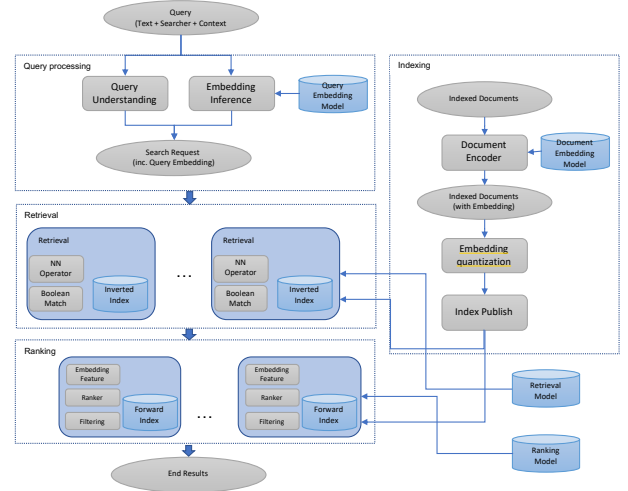 Query
(Text + Searcher + Context
Query processing
Query
Understanding
Embedding
Inference
Query
Embedding
Model
Search Request
(inc. Query Embedding)
Indexing
Indexed Documents
Document
Encoder
Document
Embedding
Model
Indexed Documents
(with Embedding)
Embedding
quantization
Index Publish
Retrieval
Retrieval
NN
Operator
Boolean
Match
Inverted
Index
...
Retrieval
NN
Operator
Boolean
Match
Inverted
Index
Ranking
Embedding
Feature
Ranker
Filtering
Forward
Index
...
Embedding
Feature
Ranker
Filtering
Forward
Index
Retrieval
Model
Ranking
Model
End Results